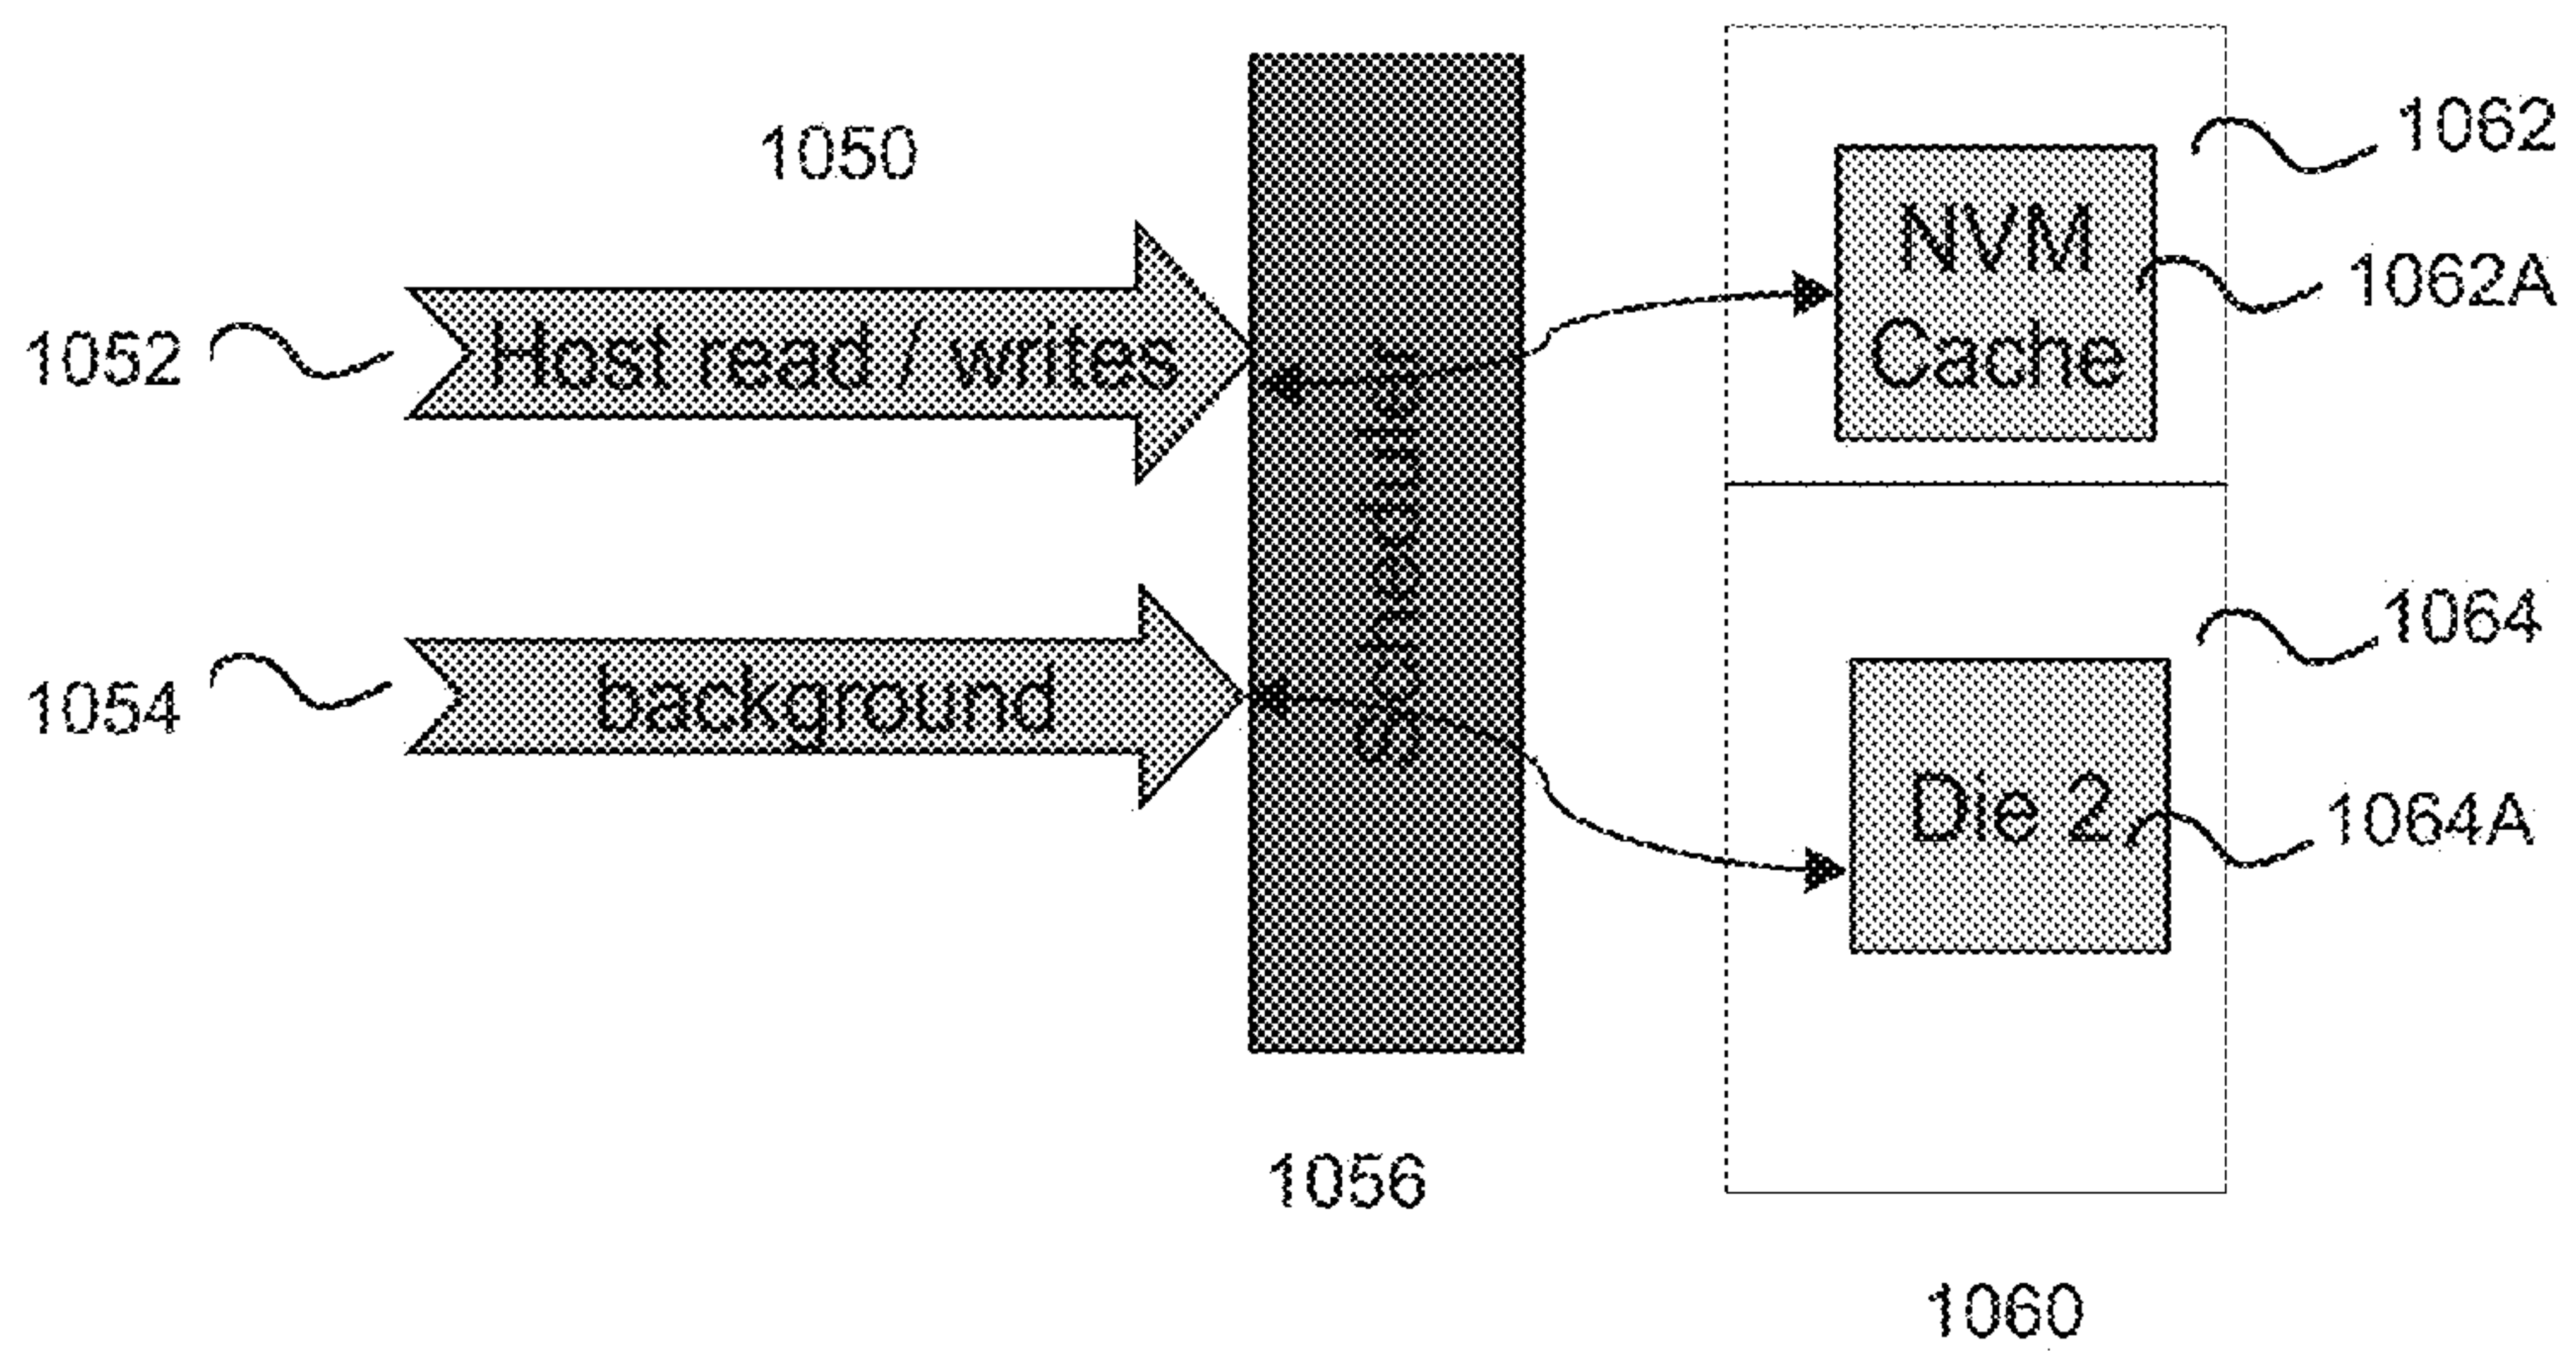 1050
1062
NVM
Cache
1062A
1052
Host read / writes
Scheduler
1064
1054
background
Die 2
1064A
1056
1060